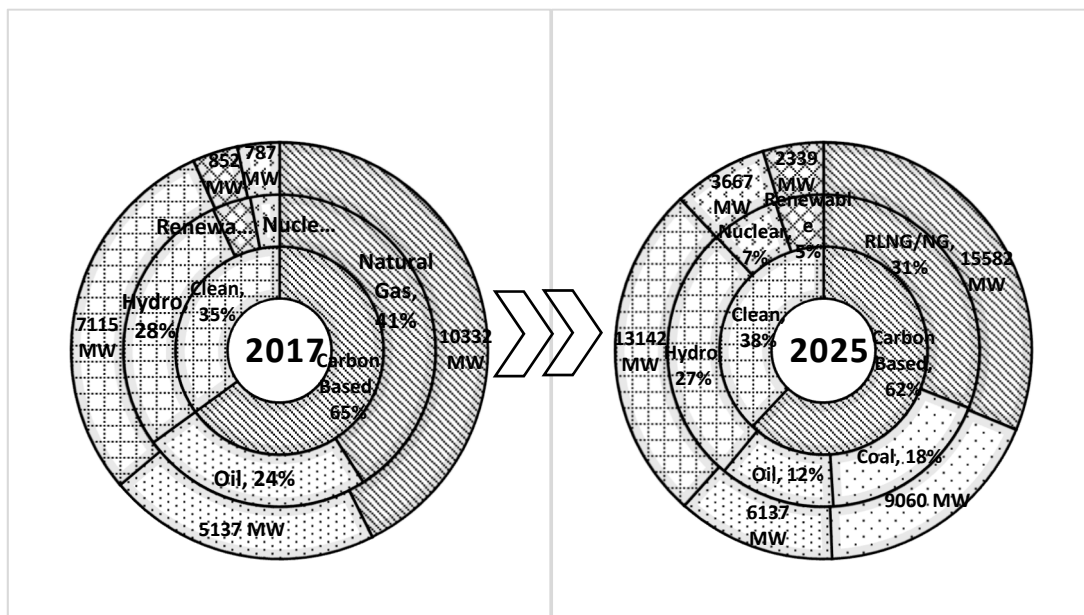 852
MW
787
MW
Renewa...
Nucle...
Natural
Gas,
41%
Clean,
35%
Hydro,
28%
7115
MW
2017
10332
MW
Carbon
Based,
65%
Oil, 24%
5137 MW
2339
MW
3667
MW
Renewabl
e
5%
Nuclear,
7%
RLNG/NG,
31%
15582
MW
Clean,
38%
13142
MW
Hydro,
27%
2025
Carbon
Based,
62%
Coal, 18%
Oil, 12%
9060 MW
6137
MW